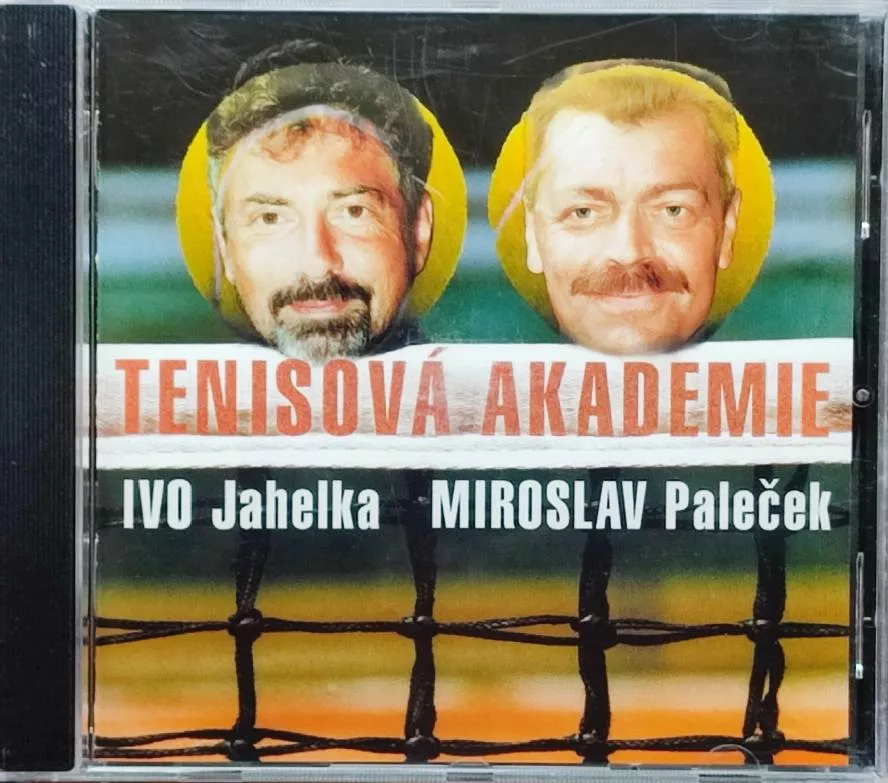 TENISOVÁ AKADEMIE
IVO Jahelka MIROSLAV Paleček